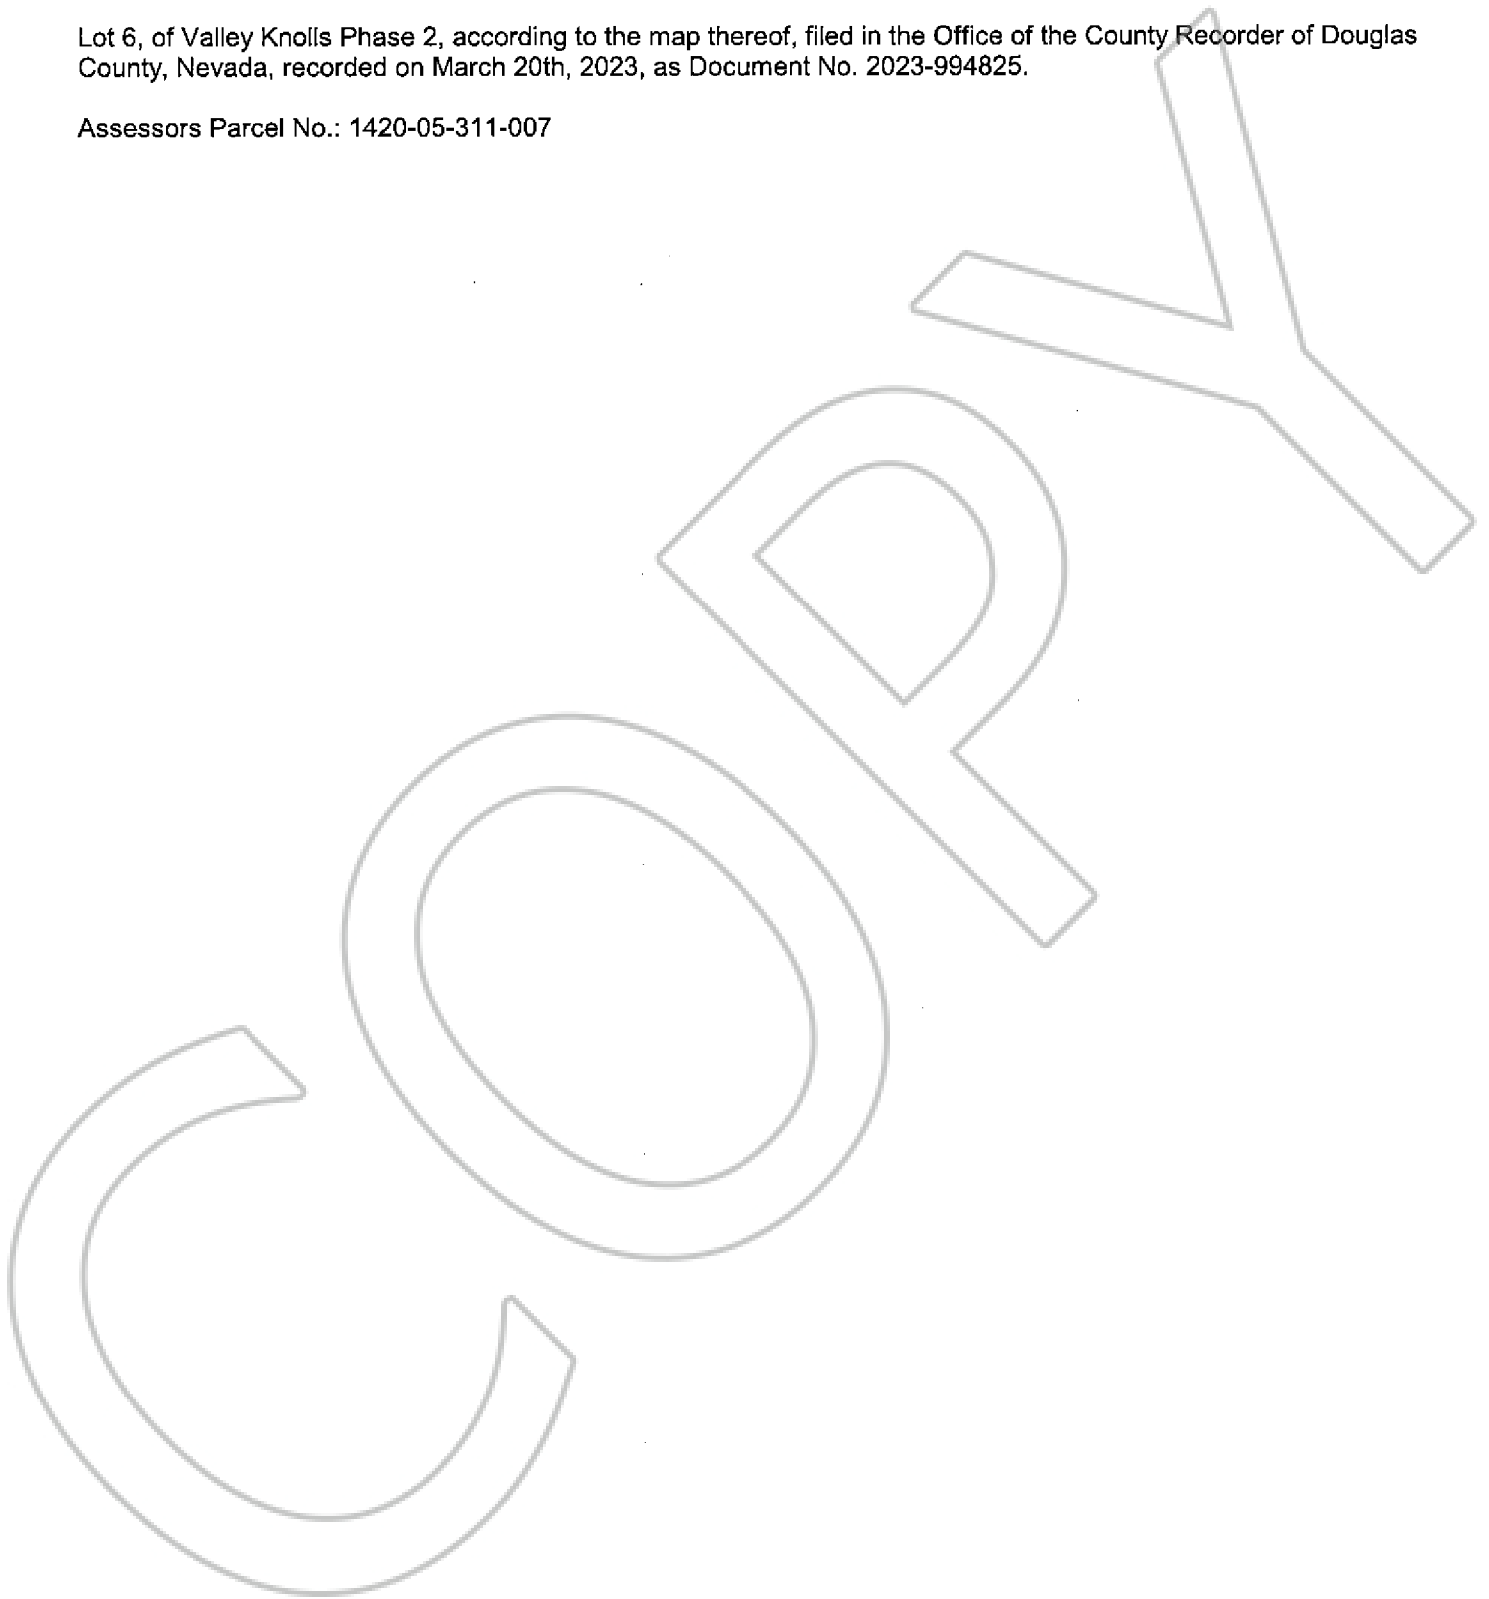 Lot 6, of Valley Knolls Phase 2, according to the map thereof, filed in the Office of the County Recorder of Douglas
County, Nevada, recorded on March 20th, 2023, as Document No. 2023-994825.
Assessors Parcel No.: 1420-05-311-007
COPY